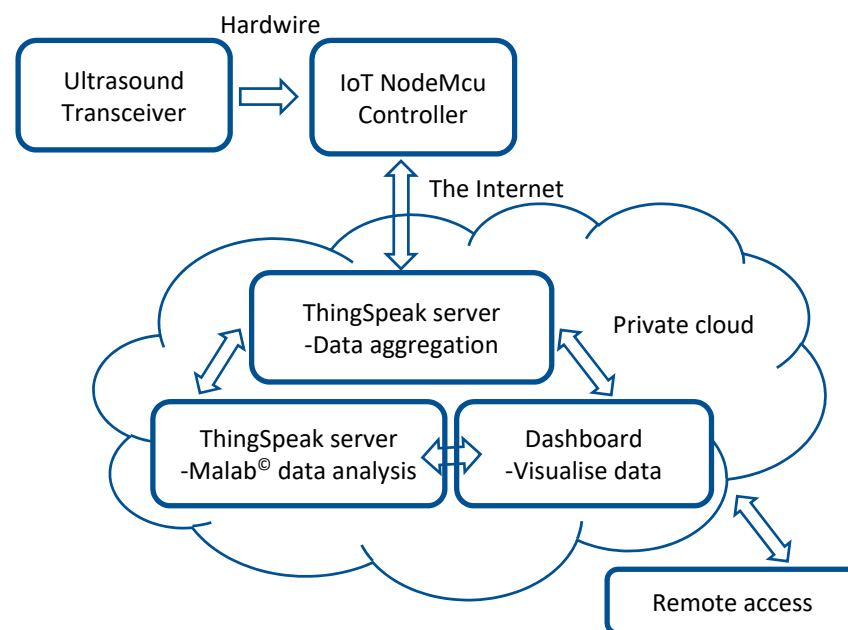 Hardwire
Ultrasound
Transceiver
IoT NodeMcu
Controller
The Internet
ThingSpeak server
-Data aggregation
Private cloud
ThingSpeak server
-Malab© data analysis
Dashboard
-Visualise data
Remote access